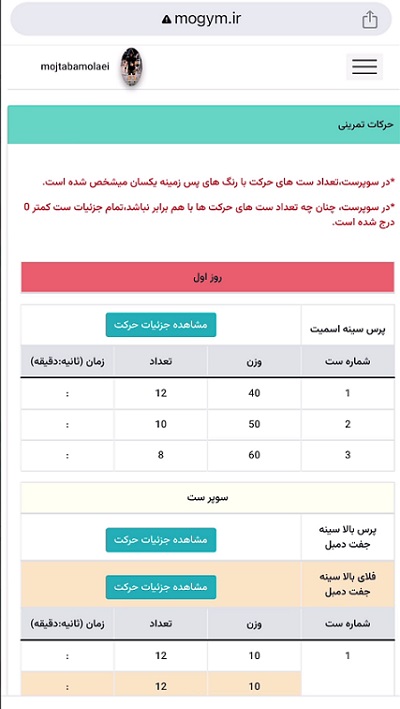 mogym.ir
mojtabamolaei
حرکات تمرینی
*در سوپرست،تعداد ست های حرکت با رنگ های پس زمینه یکسان میشخص شده است.
*در سوپرست، چنان چه تعداد ست های حرکت ها با هم برابر نباشد،تمام جزئیات ست کمتر 0
درج شده است.
روز اول
پرس سینه اسمیت
مشاهده جزئیات حرکت
شماره ست وزن تعداد زمان (ثانیه:دقیقه)
1 40 12 :
2 50 10 :
3 60 8 :
سوپر ست
پرس بالا سینه
جفت دمبل
مشاهده جزئیات حرکت
فلای بالا سینه
جفت دمبل
مشاهده جزئیات حرکت
شماره ست وزن تعداد زمان (ثانیه:دقیقه)
1 10 12 :
10 12 :